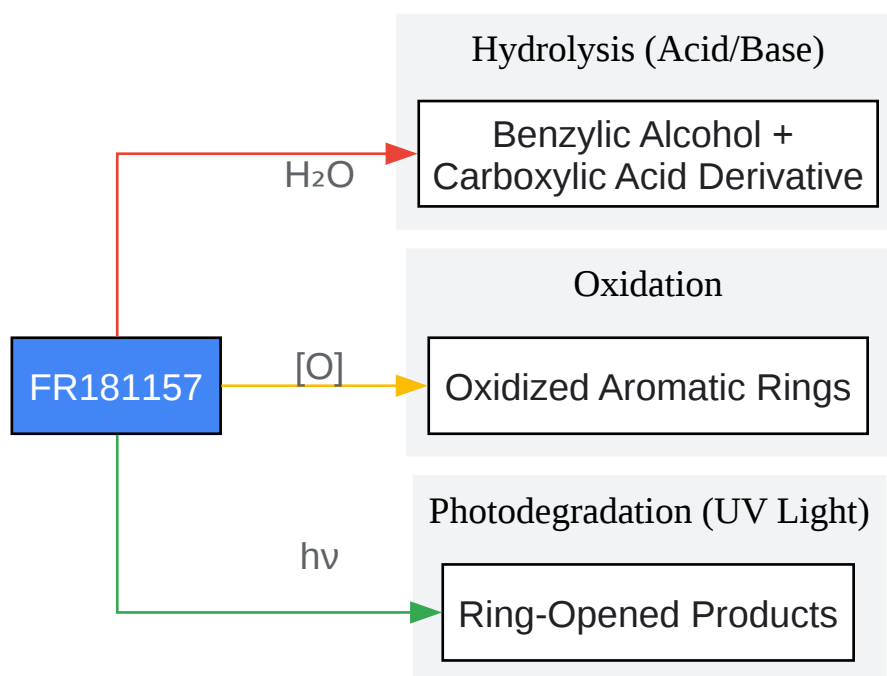 Hydrolysis (Acid/Base)
Benzylic Alcohol +
Carboxylic Acid Derivative
H₂O
Oxidation
FR181157
[O]
Oxidized Aromatic Rings
Photodegradation (UV Light)
hν
Ring-Opened Products